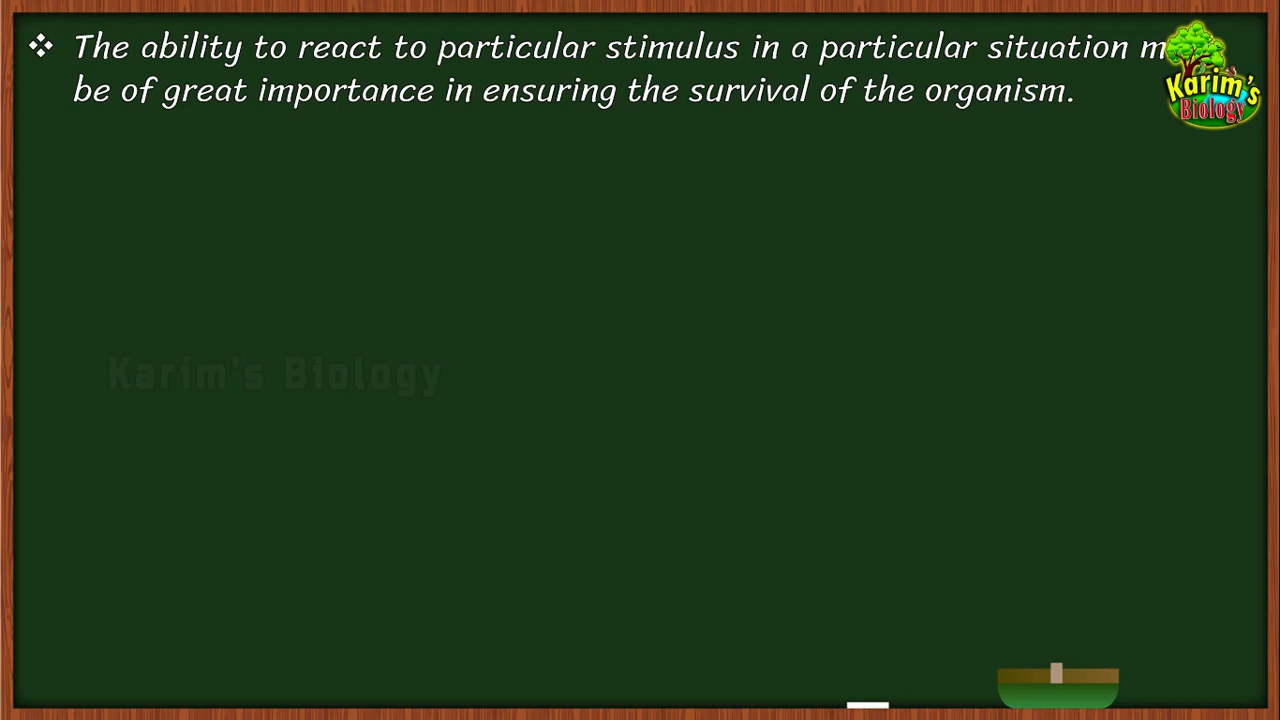 ❖ The ability to react to particular stimulus in a particular situation
be of great importance in ensuring the survival of the organism.
Karim's
Biology
Karim's Biology